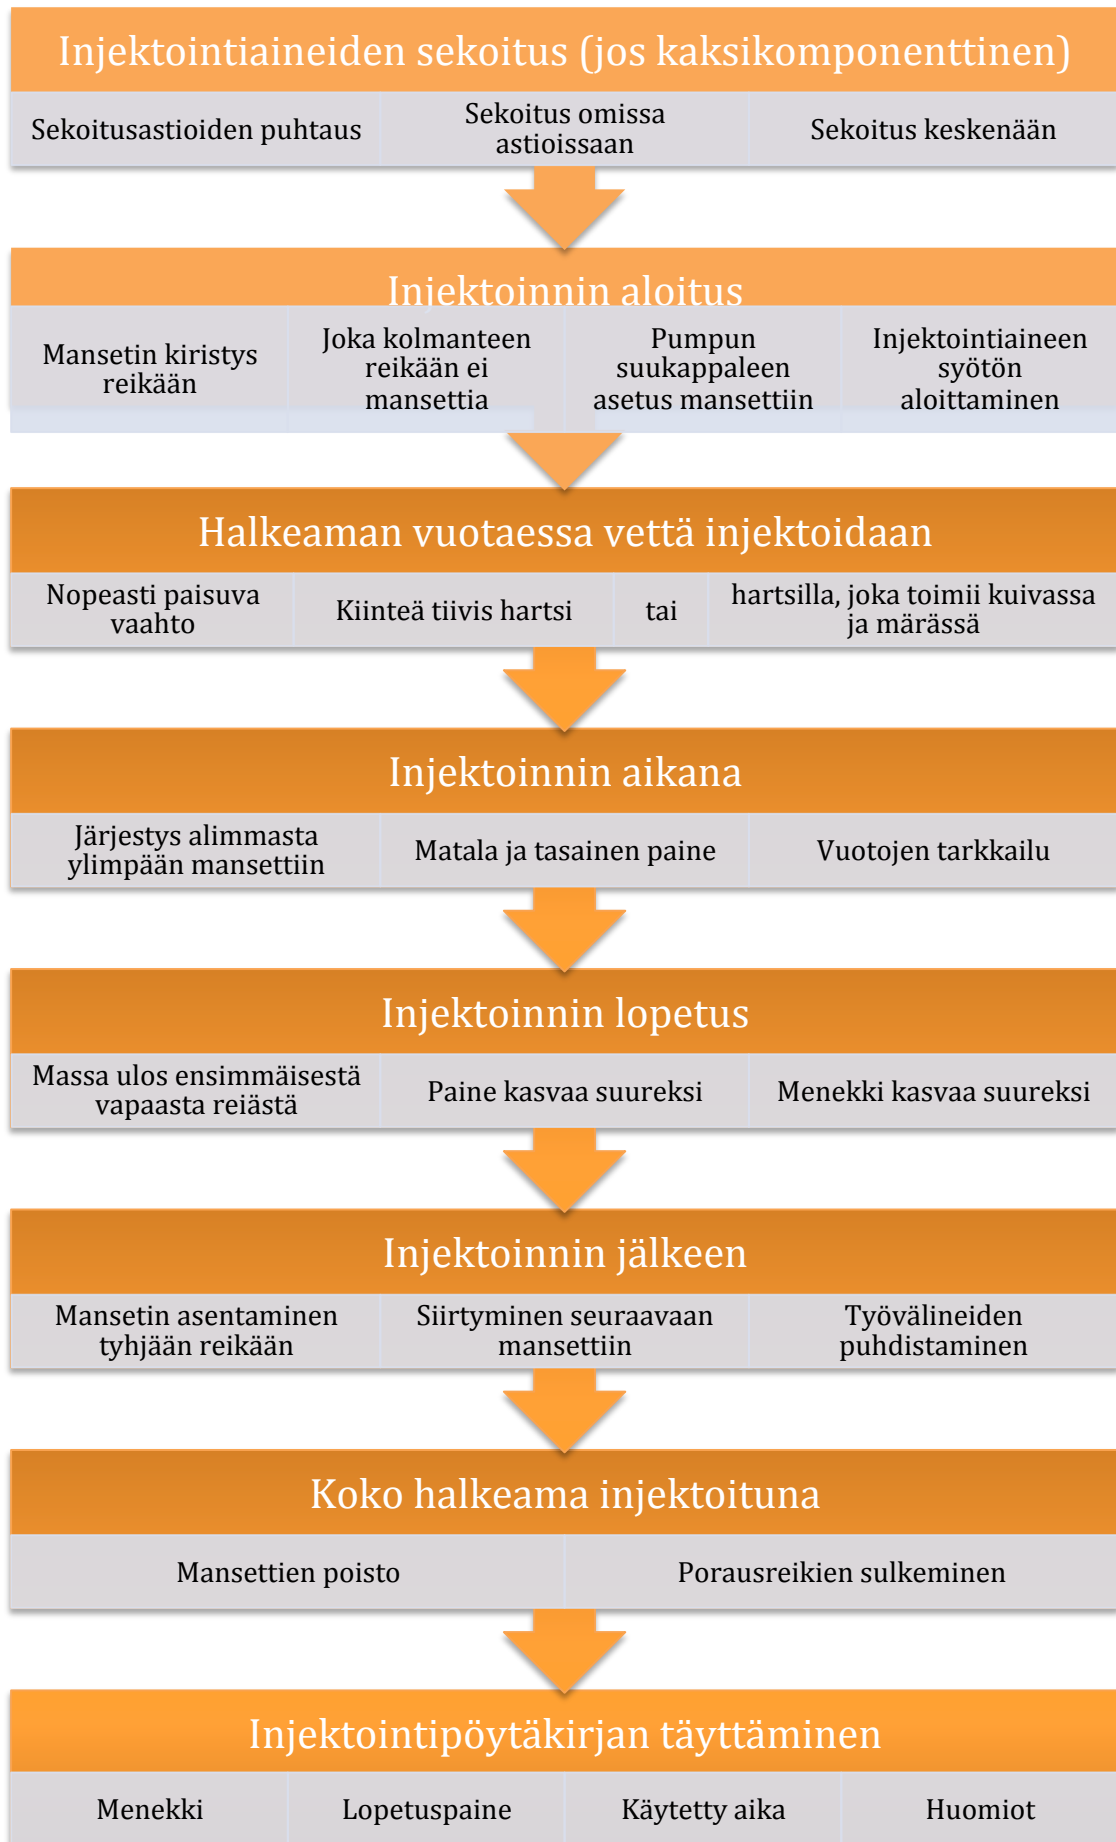 Injektointiaineiden sekoitus (jos kaksikomponenttinen)
Sekoitusastioiden puhtaus
Sekoitus omissa
astioissaan
Sekoitus keskenään
Injektoinnin aloitus
Mansetin kiristys
reikään
Joka kolmanteen
reikään ei
mansettia
Pumpun
suukappaleen
asetus mansettiin
Injektointiaineen
syötön
aloittaminen
Halkeaman vuotaessa vettä injektoidaan
Nopeasti paisuva
vaahto
Kiinteä tiivis hartsi
tai
hartsilla, joka toimii kuivassa
ja märässä
Injektoinnin aikana
Järjestys alimmasta
ylimpään mansettiin
Matala ja tasainen paine
Vuotojen tarkkailu
Injektoinnin lopetus
Massa ulos ensimmäisestä
vapaasta reiästä
Paine kasvaa suureksi
Menekki kasvaa suureksi
Injektoinnin jälkeen
Mansetin asentaminen
tyhjään reikään
Siirtyminen seuraavaan
mansettiin
Työvälineiden
puhdistaminen
Koko halkeama injektoituna
Mansettien poisto
Porausreikien sulkeminen
Injektointipöytäkirjan täyttäminen
Menekki
Lopetuspaine
Käytetty aika
Huomiot